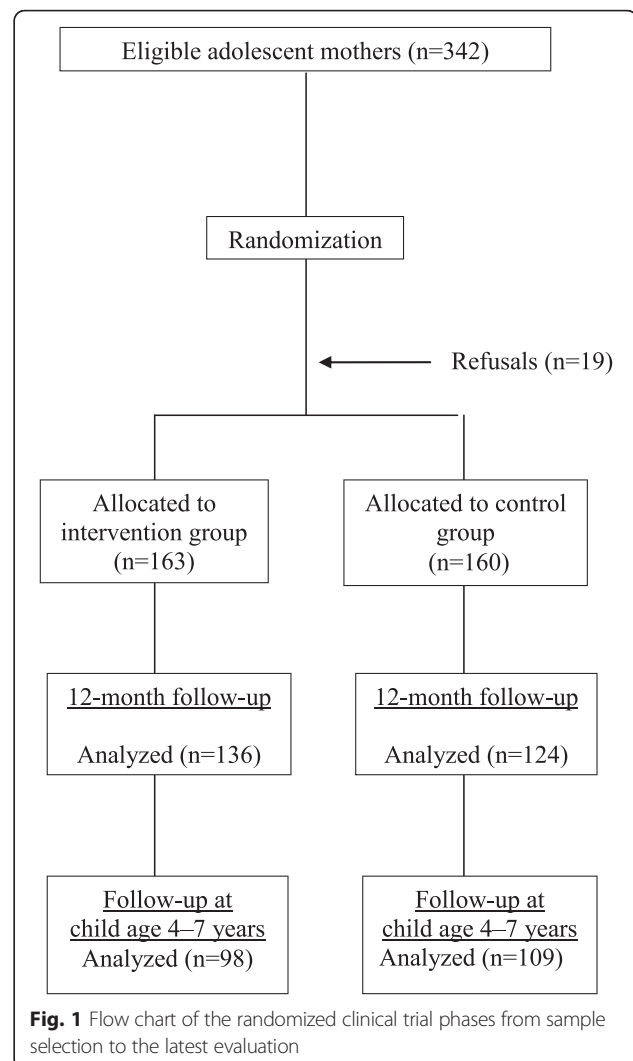 Eligible adolescent mothers (n=342)
Randomization
Refusals (n=19)
Allocated to
intervention group
(n=163)
Allocated to control
group
(n=160)
12-month follow-up
Analyzed (n=136)
12-month follow-up
Analyzed (n=124)
Follow-up at
child age 4–7 years
Analyzed (n=98)
Follow-up at
child age 4–7 years
Analyzed (n=109)
Fig. 1 Flow chart of the randomized clinical trial phases from sample
selection to the latest evaluation